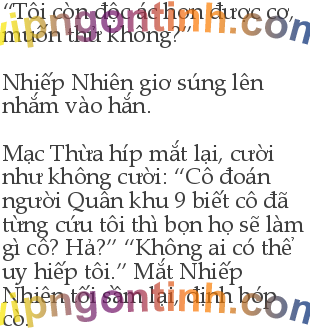 “Tôi còn độc ác hơn được cơ,
muốn thử không?”
Nhiếp Nhiên giơ súng lên
nhắm vào hắn.
Mạc Thừa híp mắt lại, cười
như không cười: “Cô đoán
người Quân khu 9 biết cô đã
từng cứu tôi thì bọn họ sẽ làm
gì cô? Hả?” “Không ai có thể
uy hiếp tôi.” Mắt Nhiếp
Nhiên tối sầm lại, định bóp
cò.
vipngontinh.com
vipngontinh.com